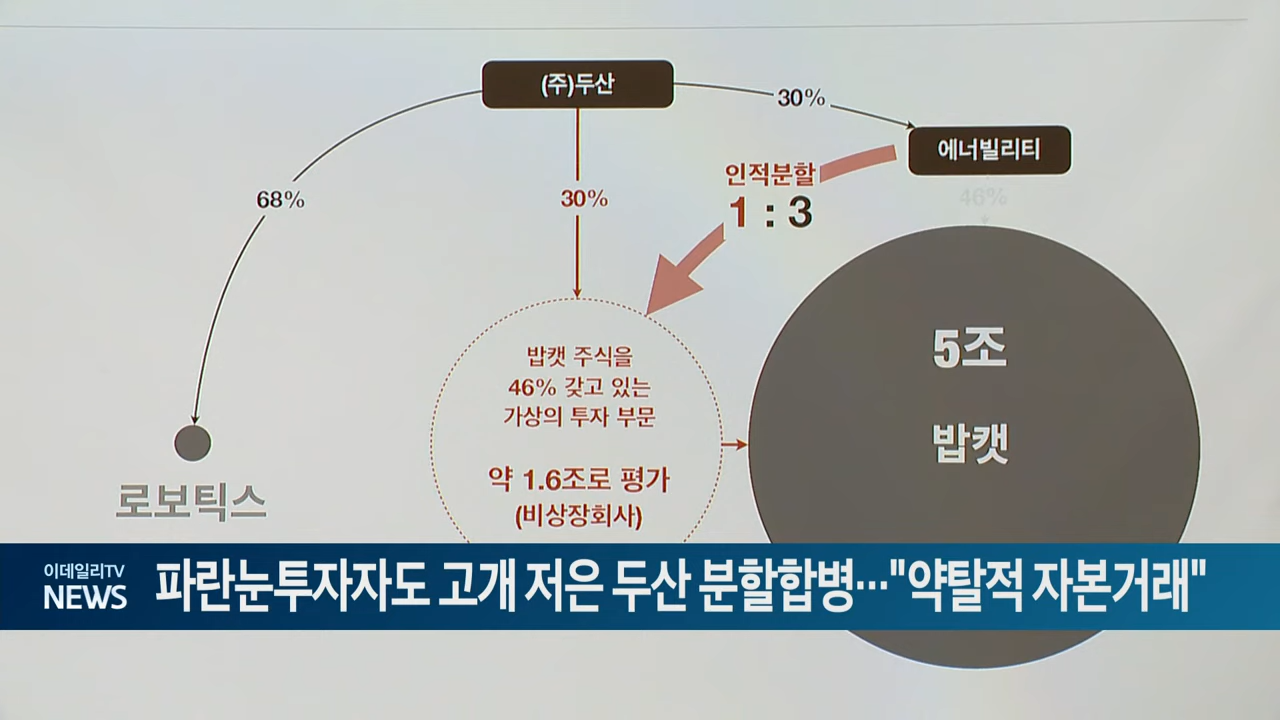 (주)두산
30%
에너빌리티
인적분할
1 : 3
46%
68%
30%
밥캣 주식을
46% 갖고 있는
가상의 투자 부문
약 1.6조로 평가
(비상장회사)
5조
밥캣
로보틱스
이데일리TV
NEWS
파란눈투자자도 고개 저은 두산 분할합병…"약탈적 자본거래"